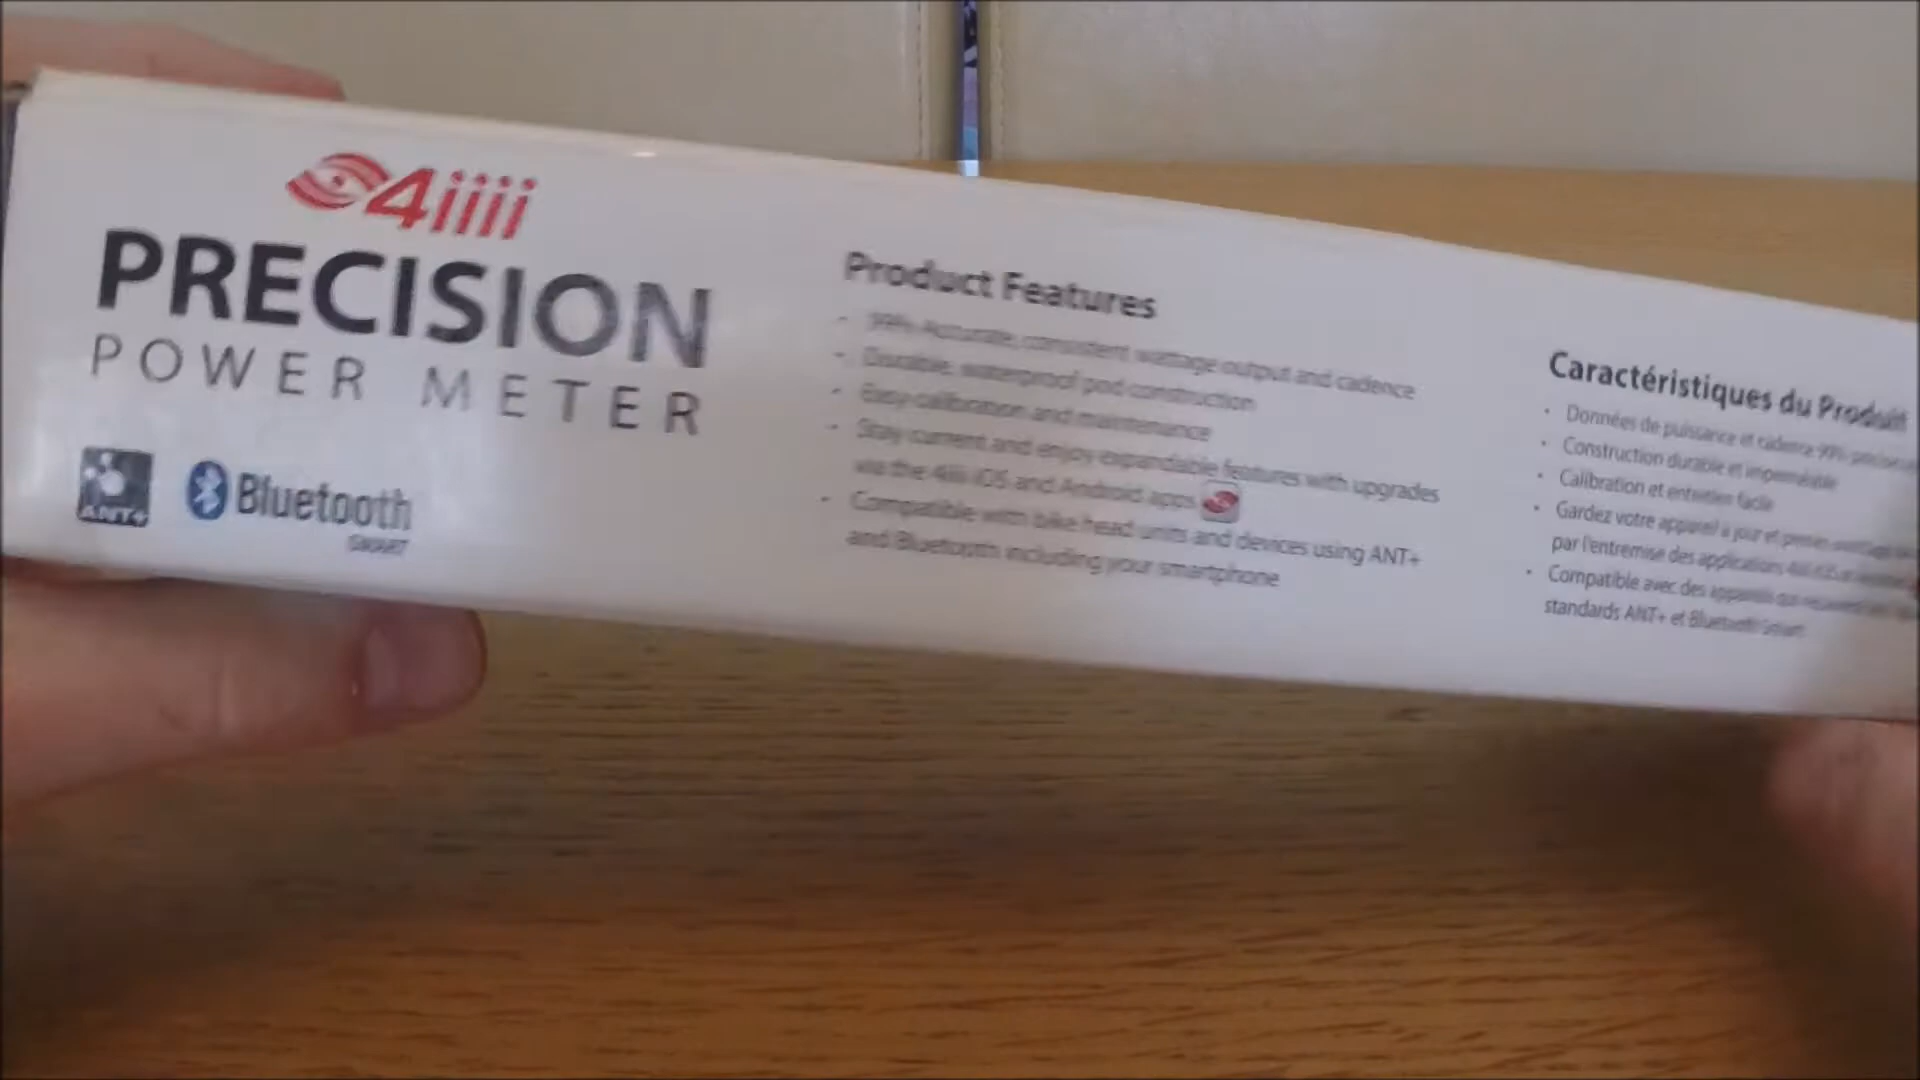 4iiii
PRECISION
POWER METER
ANT+
Bluetooth
SMART
Product Features
- 99% Accurate, consistent wattage output and cadence
- Durable, waterproof pod construction
- Easy calibration and maintenance
- Stay current and enjoy expandable features with upgrades
via the 4iiii iOS and Android apps
- Compatible with bike head units and devices using ANT+
and Bluetooth including your smartphone
Caractéristiques du Produit
• Données de puissance et cadence 99%
• Construction durable et imperméable
• Calibration et entretien facile
• Gardez votre appareil à jour et
par l'entremise des applications 4iiii iOS et
• Compatible avec des appareils qui
standards ANT+ et Bluetooth Smart